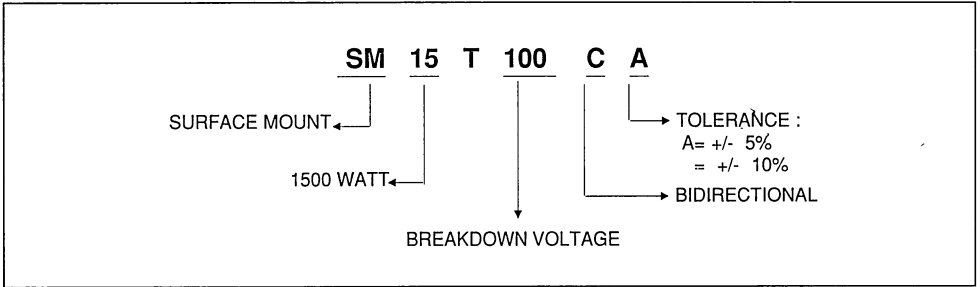 SM 15 T 100 C A
SURFACE MOUNT
TOLERANCE :
A= +/- 5%
= +/- 10%
1500 WATT
BIDIRECTIONAL
BREAKDOWN VOLTAGE